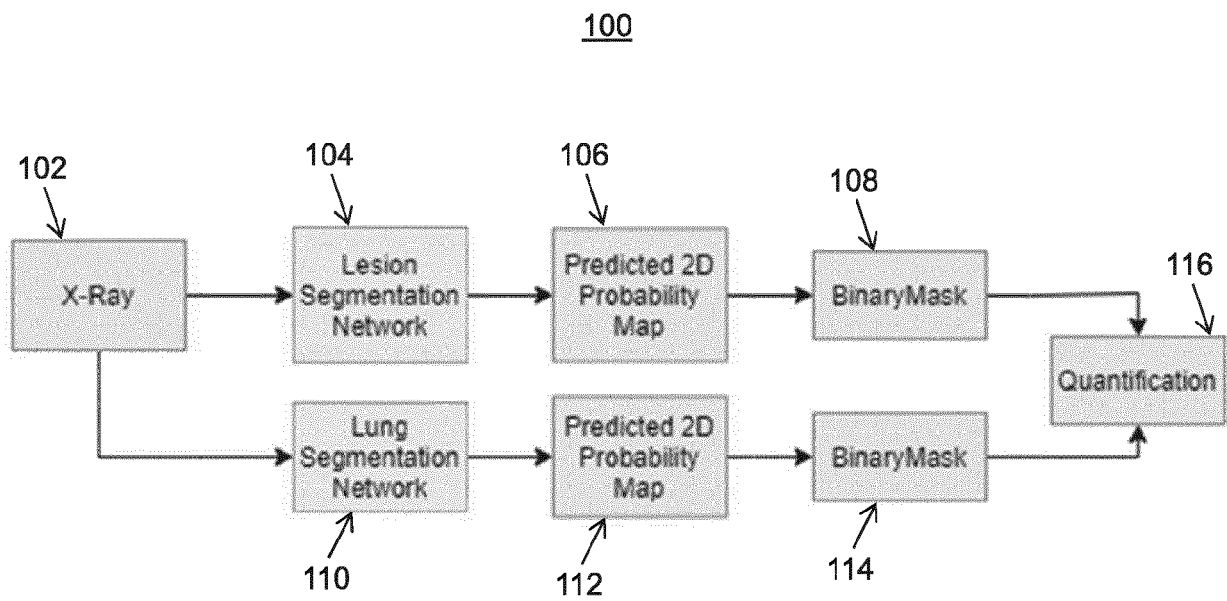 100
102
104
106
108
116
X-Ray
Lesion
Segmentation
Network
Predicted 2D
Probability
Map
BinaryMask
Quantification
Lung
Segmentation
Network
Predicted 2D
Probability
Map
BinaryMask
110
112
114